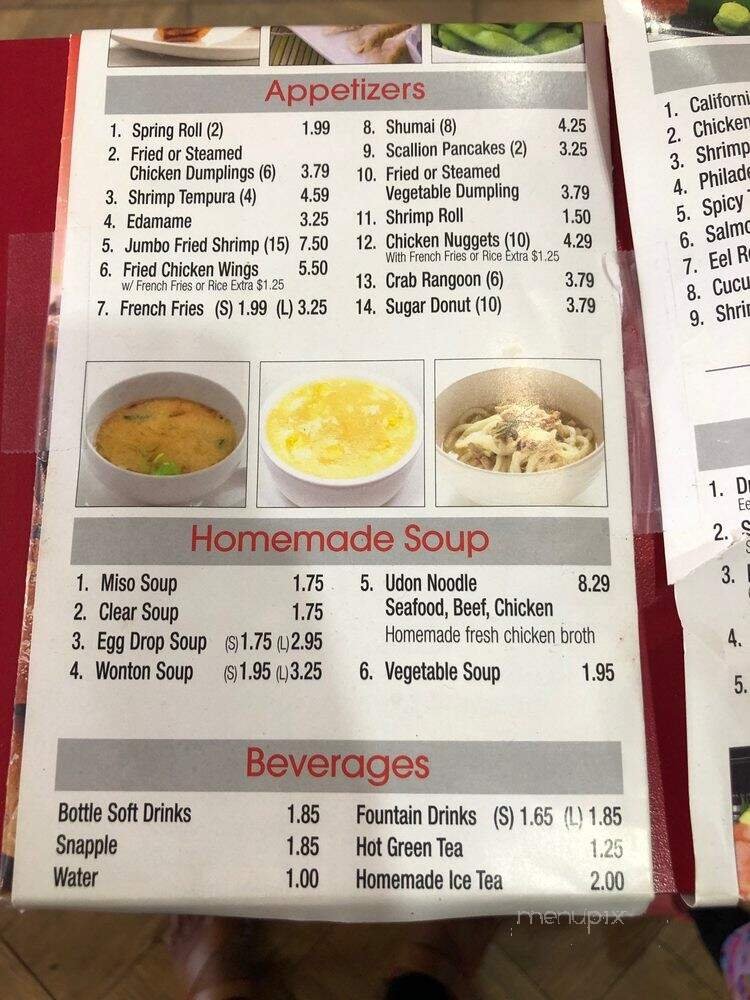 Appetizers
1. Spring Roll (2) 1.99
2. Fried or Steamed
Chicken Dumplings (6) 3.79
3. Shrimp Tempura (4) 4.59
4. Edamame 3.25
5. Jumbo Fried Shrimp (15) 7.50
6. Fried Chicken Wings 5.50
w/ French Fries or Rice Extra $1.25
7. French Fries (S) 1.99 (L) 3.25
8. Shumai (8) 4.25
9. Scallion Pancakes (2) 3.25
10. Fried or Steamed
Vegetable Dumpling 3.79
11. Shrimp Roll 1.50
12. Chicken Nuggets (10) 4.29
With French Fries or Rice Extra $1.25
13. Crab Rangoon (6) 3.79
14. Sugar Donut (10) 3.79
Homemade Soup
1. Miso Soup 1.75
2. Clear Soup 1.75
3. Egg Drop Soup (S)1.75 (L)2.95
4. Wonton Soup (S)1.95 (L)3.25
5. Udon Noodle 8.29
Seafood, Beef, Chicken
Homemade fresh chicken broth
6. Vegetable Soup 1.95
Beverages
Bottle Soft Drinks 1.85
Snapple 1.85
Water 1.00
Fountain Drinks (S) 1.65 (L) 1.85
Hot Green Tea 1.25
Homemade Ice Tea 2.00
1. Californi
2. Chicken
3. Shrimp
4. Philade
5. Spicy
6. Salmo
7. Eel R
8. Cucu
9. Shri
1. D
Ee
2. S
3.
4.
5.
menupix